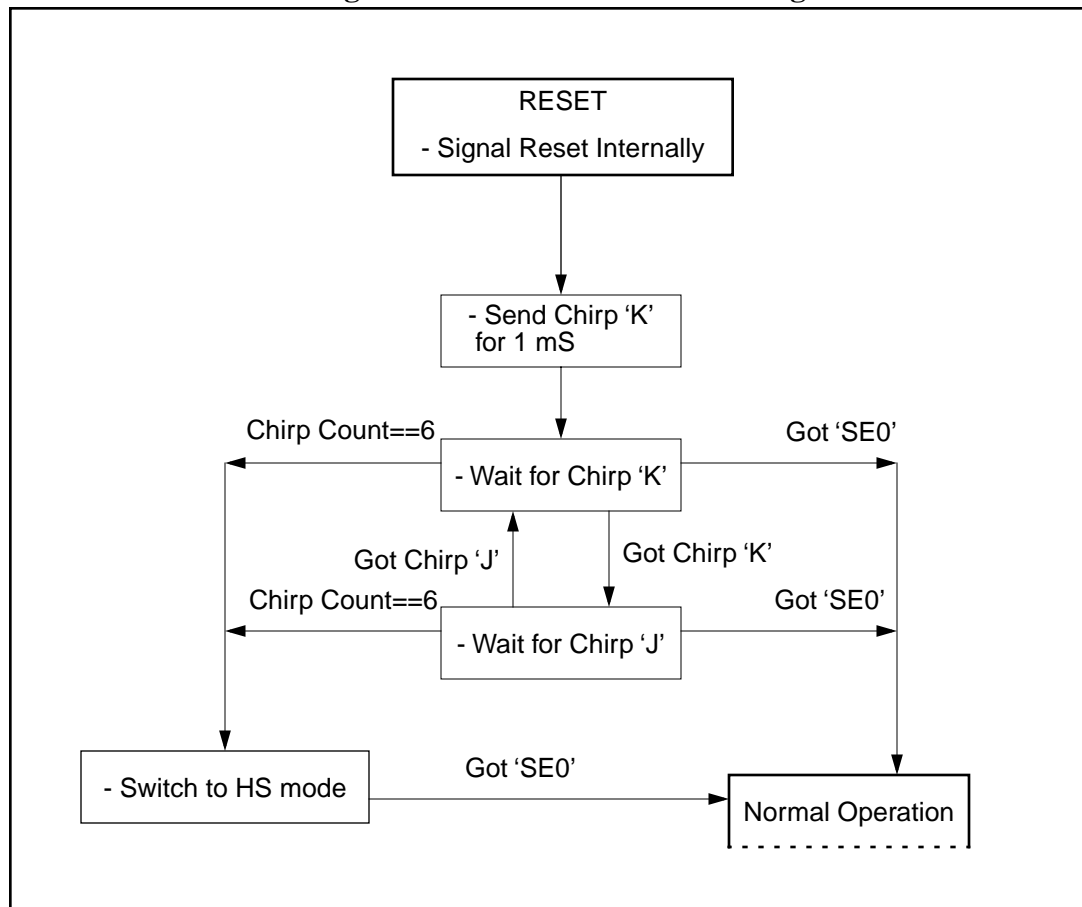 RESET
- Signal Reset Internally
- Send Chirp ‘K’
for 1 mS
Chirp Count==6
Got ‘SE0’
- Wait for Chirp ‘K’
Got Chirp ‘J’
Got Chirp ‘K’
Chirp Count==6
Got ‘SE0’
- Wait for Chirp ‘J’
- Switch to HS mode
Got ‘SE0’
Normal Operation